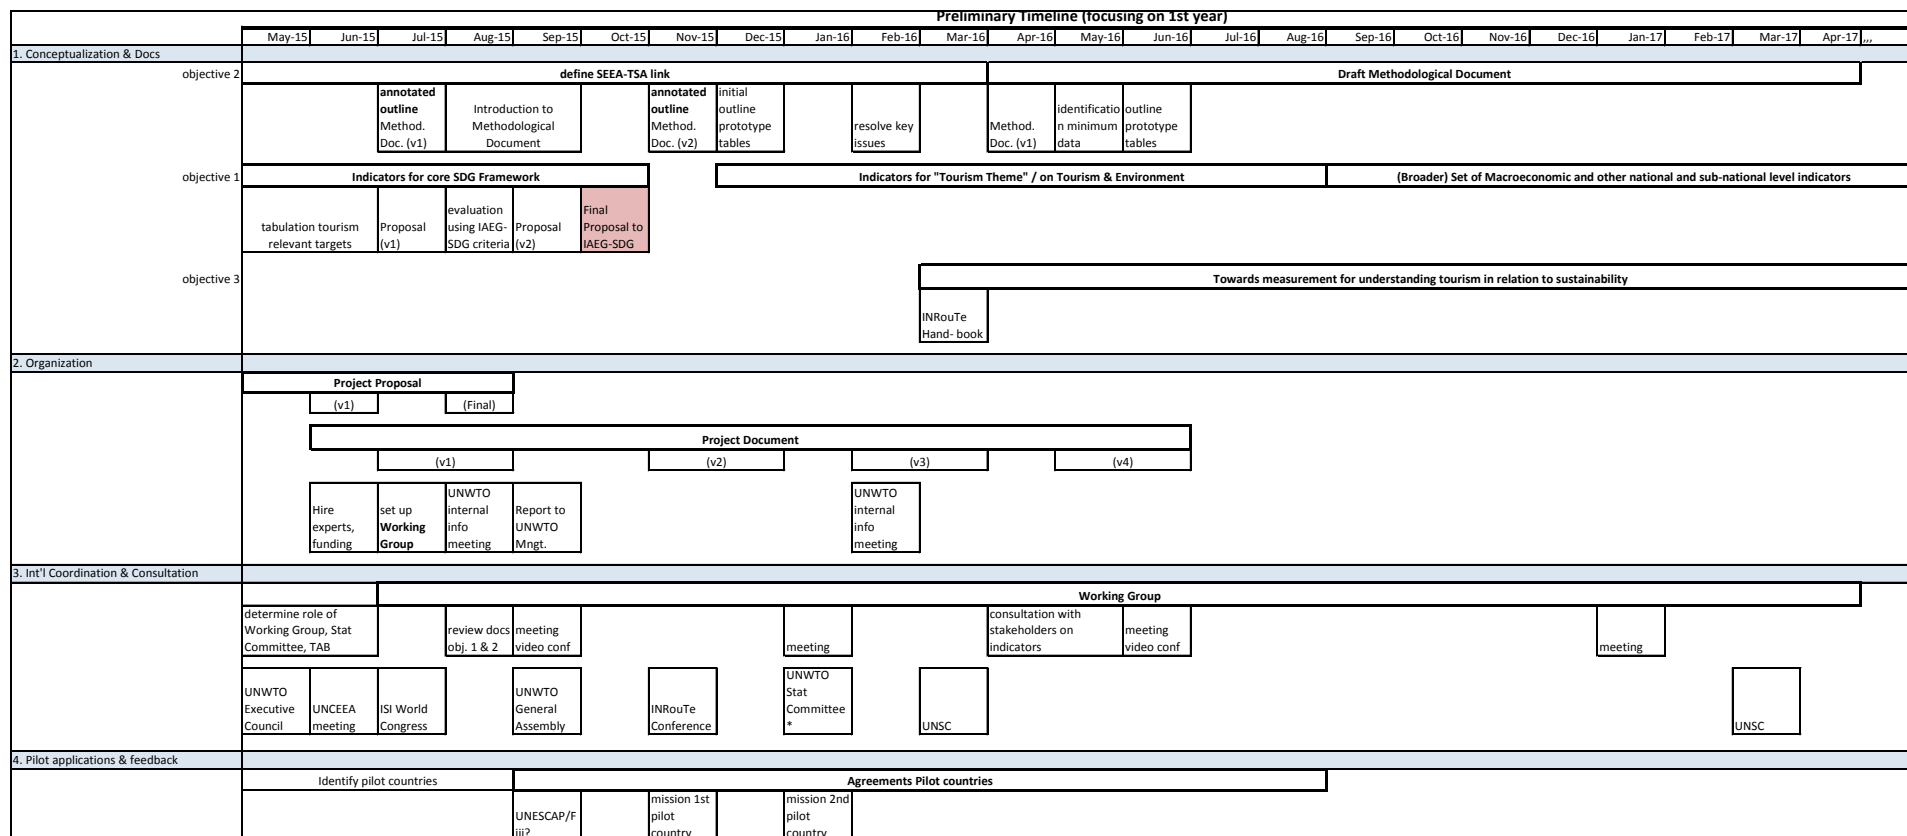 Preliminary Timeline (focusing on 1st year)
May-15 Jun-15 Jul-15 Aug-15 Sep-15 Oct-15 Nov-15 Dec-15 Jan-16 Feb-16 Mar-16 Apr-16 May-16 Jun-16 Jul-16 Aug-16 Sep-16 Oct-16 Nov-16 Dec-16 Jan-17 Feb-17 Mar-17 Apr-17 ,,,
1. Conceptualization & Docs
objective 2
define SEEA-TSA link
Draft Methodological Document
annotated
outline
Method.
Doc. (v1)
Introduction to
Methodological
Document
annotated
outline
Method.
Doc. (v2)
initial
outline
prototype
tables
resolve key
issues
Method.
Doc. (v1)
identificatio
n minimum
data
outline
prototype
tables
objective 1
Indicators for core SDG Framework
Indicators for "Tourism Theme" / on Tourism & Environment
(Broader) Set of Macroeconomic and other national and sub-national level indicators
tabulation tourism
relevant targets
Proposal
(v1)
evaluation
using IAEG-
SDG criteria
Proposal
(v2)
Final
Proposal to
IAEG-SDG
objective 3
Towards measurement for understanding tourism in relation to sustainability
INRouTe
Hand- book
2. Organization
Project Proposal
(v1)
(Final)
Project Document
(v1)
(v2)
(v3)
(v4)
Hire
experts,
funding
set up
Working
Group
UNWTO
internal
info
meeting
Report to
UNWTO
Mngt.
UNWTO
internal
info
meeting
3. Int'l Coordination & Consultation
Working Group
determine role of
Working Group, Stat
Committee, TAB
review docs
obj. 1 & 2
meeting
video conf
meeting
consultation with
stakeholders on
indicators
meeting
video conf
meeting
UNWTO
Executive
Council
UNCEEA
meeting
ISI World
Congress
UNWTO
General
Assembly
INRouTe
Conference
UNWTO
Stat
Committee
*
UNSC
UNSC
4. Pilot applications & feedback
Identify pilot countries
Agreements Pilot countries
UNESCAP/F
iji?
mission 1st
pilot
country
mission 2nd
pilot
country